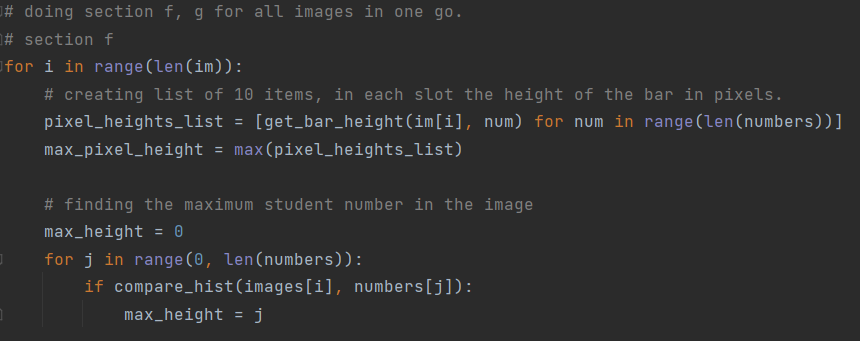 # doing section f, g for all images in one go.
# section f
for i in range(len(im)):
    # creating list of 10 items, in each slot the height of the bar in pixels.
    pixel_heights_list = [get_bar_height(im[i], num) for num in range(len(numbers))]
    max_pixel_height = max(pixel_heights_list)

    # finding the maximum student number in the image
    max_height = 0
    for j in range(0, len(numbers)):
        if compare_hist(images[i], numbers[j]):
            max_height = j